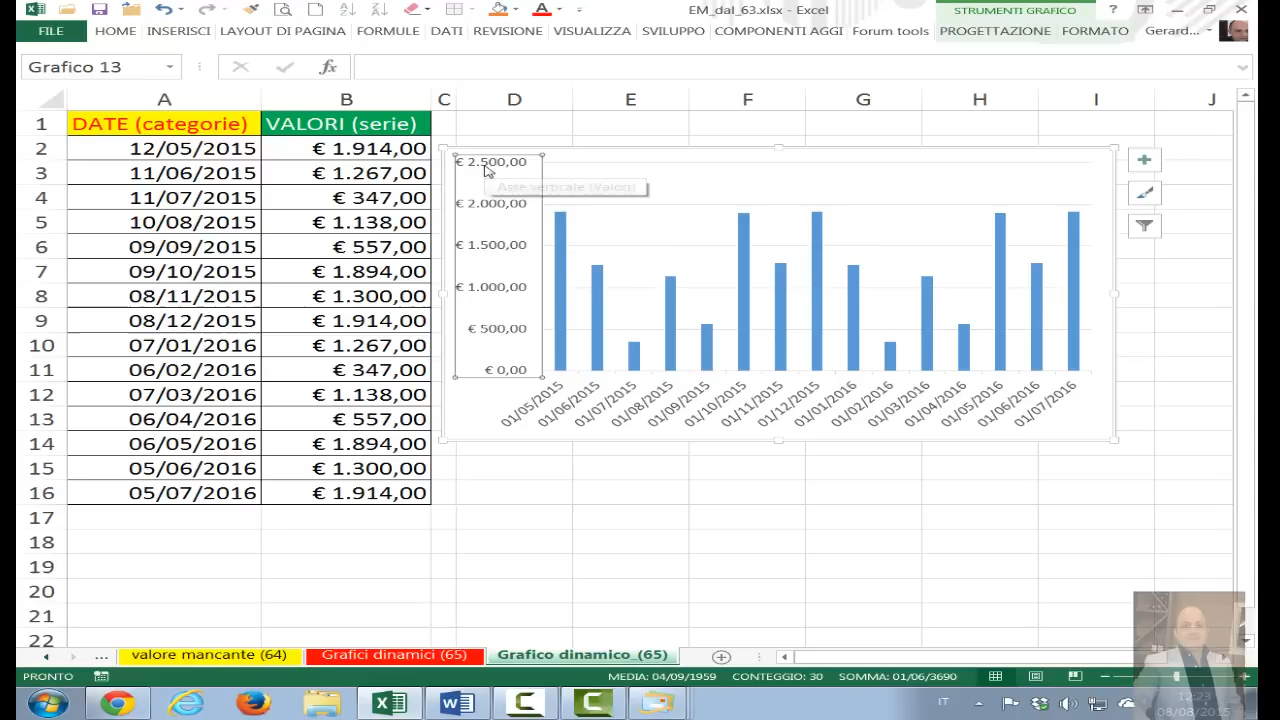 EM_dal_63.xlsx - Excel
STRUMENTI GRAFICO
FILE HOME INSERISCI LAYOUT DI PAGINA FORMULE DATI REVISIONE VISUALIZZA SVILUPPO COMPONENTI AGGI Forum tools PROGETTAZIONE FORMATO Gerard...
Grafico 13 fx
A B C D E F G H I J
1 DATE (categorie) VALORI (serie)
2 12/05/2015 € 1.914,00
3 11/06/2015 € 1.267,00
4 11/07/2015 € 347,00
5 10/08/2015 € 1.138,00
6 09/09/2015 € 557,00
7 09/10/2015 € 1.894,00
8 08/11/2015 € 1.300,00
9 08/12/2015 € 1.914,00
10 07/01/2016 € 1.267,00
11 06/02/2016 € 347,00
12 07/03/2016 € 1.138,00
13 06/04/2016 € 557,00
14 06/05/2016 € 1.894,00
15 05/06/2016 € 1.300,00
16 05/07/2016 € 1.914,00
17
18
19
20
21
22
€ 2.500,00
Asse verticale (Valori)
€ 2.000,00
€ 1.500,00
€ 1.000,00
€ 500,00
€ 0,00
01/05/2015 01/06/2015 01/07/2015 01/08/2015 01/09/2015 01/10/2015 01/11/2015 01/12/2015 01/01/2016 01/02/2016 01/03/2016 01/04/2016 01/05/2016 01/06/2016 01/07/2016
... valore mancante (64) Grafici dinamici (65) Grafico dinamico_(65)
PRONTO MEDIA: 04/09/1959 CONTEGGIO: 30 SOMMA: 01/06/3690
IT 12:23
08/08/2015